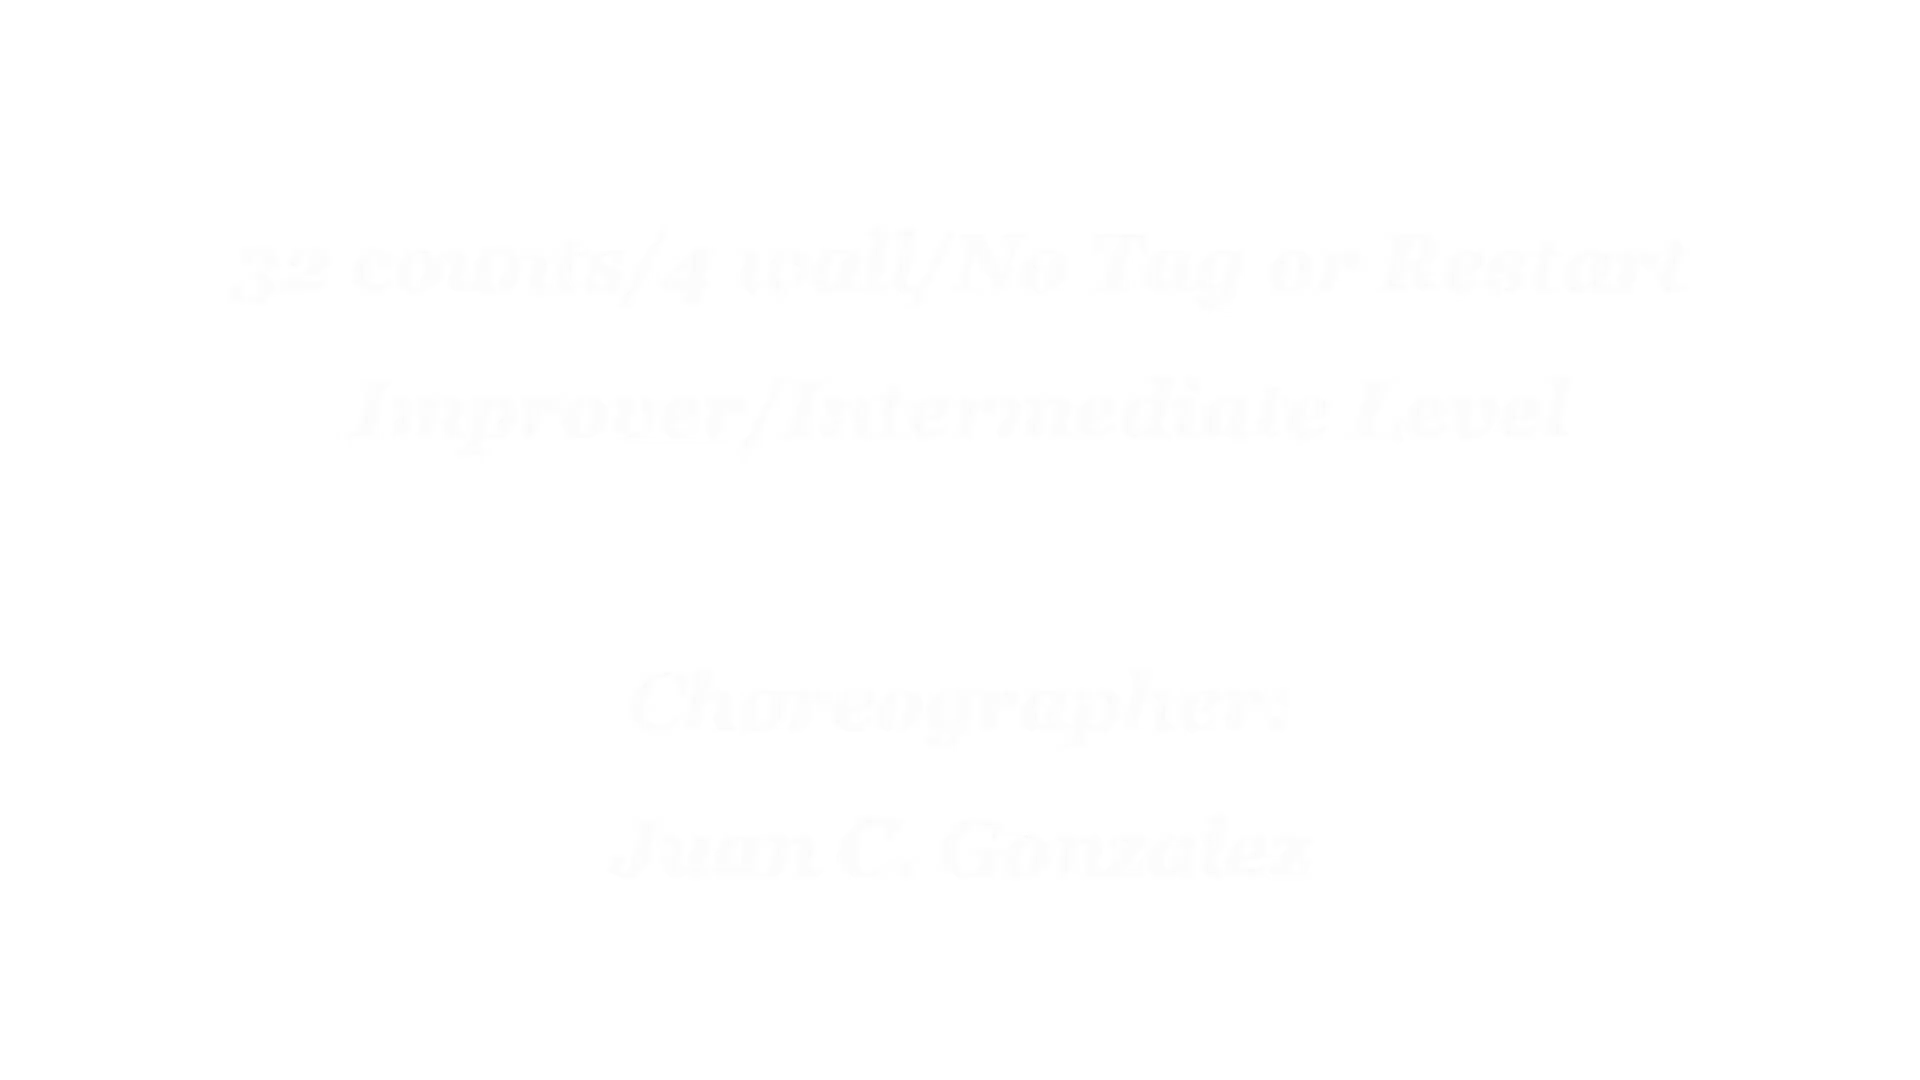 32 counts/4 wall/No Tag or Restart
Improver/Intermediate Level
Choreographer:
Juan C. Gonzalez